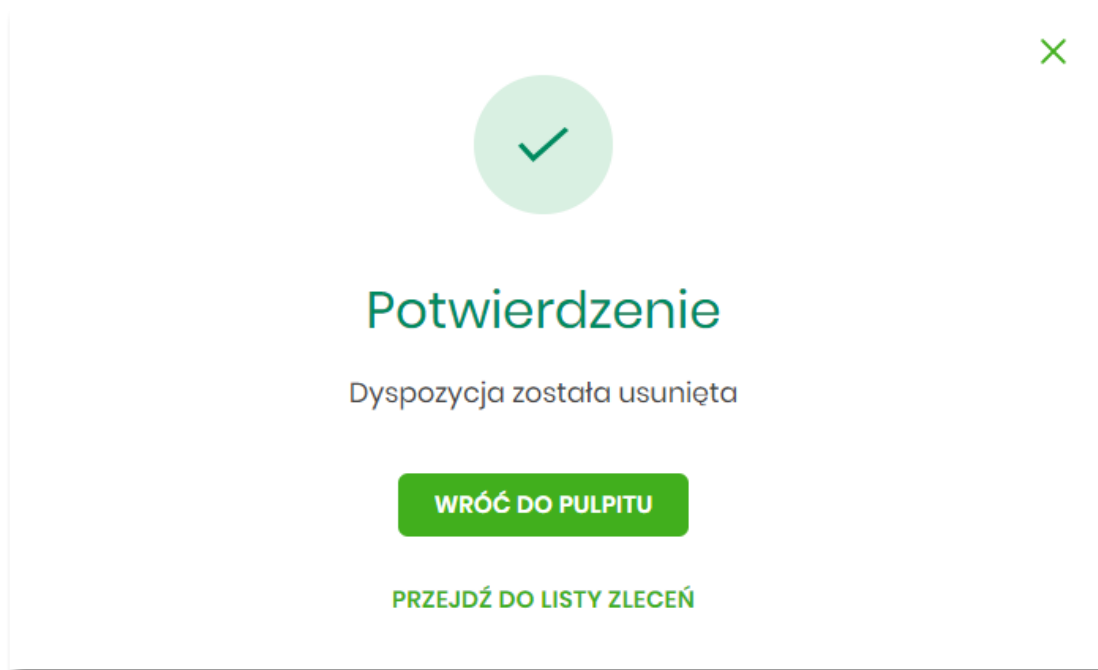 Potwierdzenie
Dyspozycja została usunięta
WRÓĆ DO PULPITU
PRZEJDŹ DO LISTY ZLECEŃ